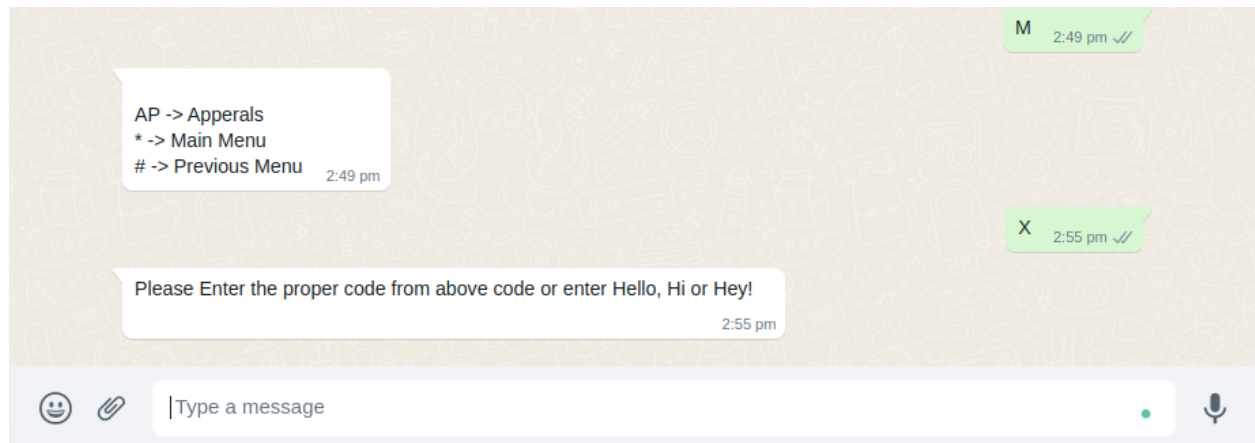 M
2:49 pm
AP -> Apperals
* -> Main Menu
# -> Previous Menu
2:49 pm
X
2:55 pm
Please Enter the proper code from above code or enter Hello, Hi or Hey!
2:55 pm
Type a message